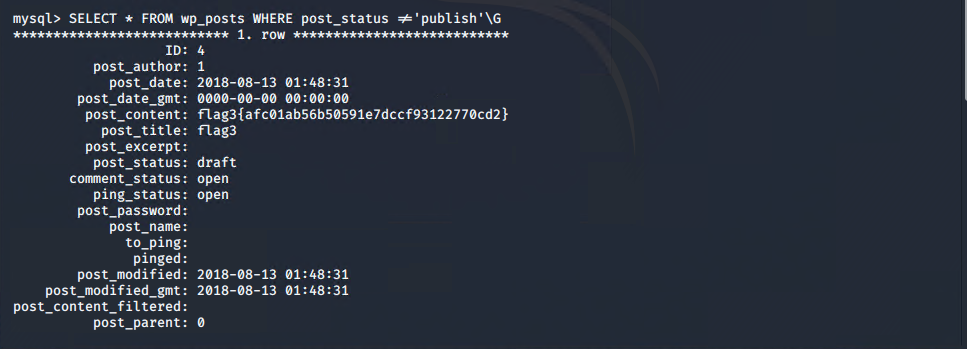 mysql> SELECT * FROM wp_posts WHERE post_status != 'publish'\G
*************************** 1. row ***************************
ID: 4
post_author: 1
post_date: 2018-08-13 01:48:31
post_date_gmt: 0000-00-00 00:00:00
post_content: flag3{afc01ab56b50591e7dccf93122770cd2}
post_title: flag3
post_excerpt:
post_status: draft
comment_status: open
ping_status: open
post_password:
post_name:
to_ping:
pinged:
post_modified: 2018-08-13 01:48:31
post_modified_gmt: 2018-08-13 01:48:31
post_content_filtered:
post_parent: 0